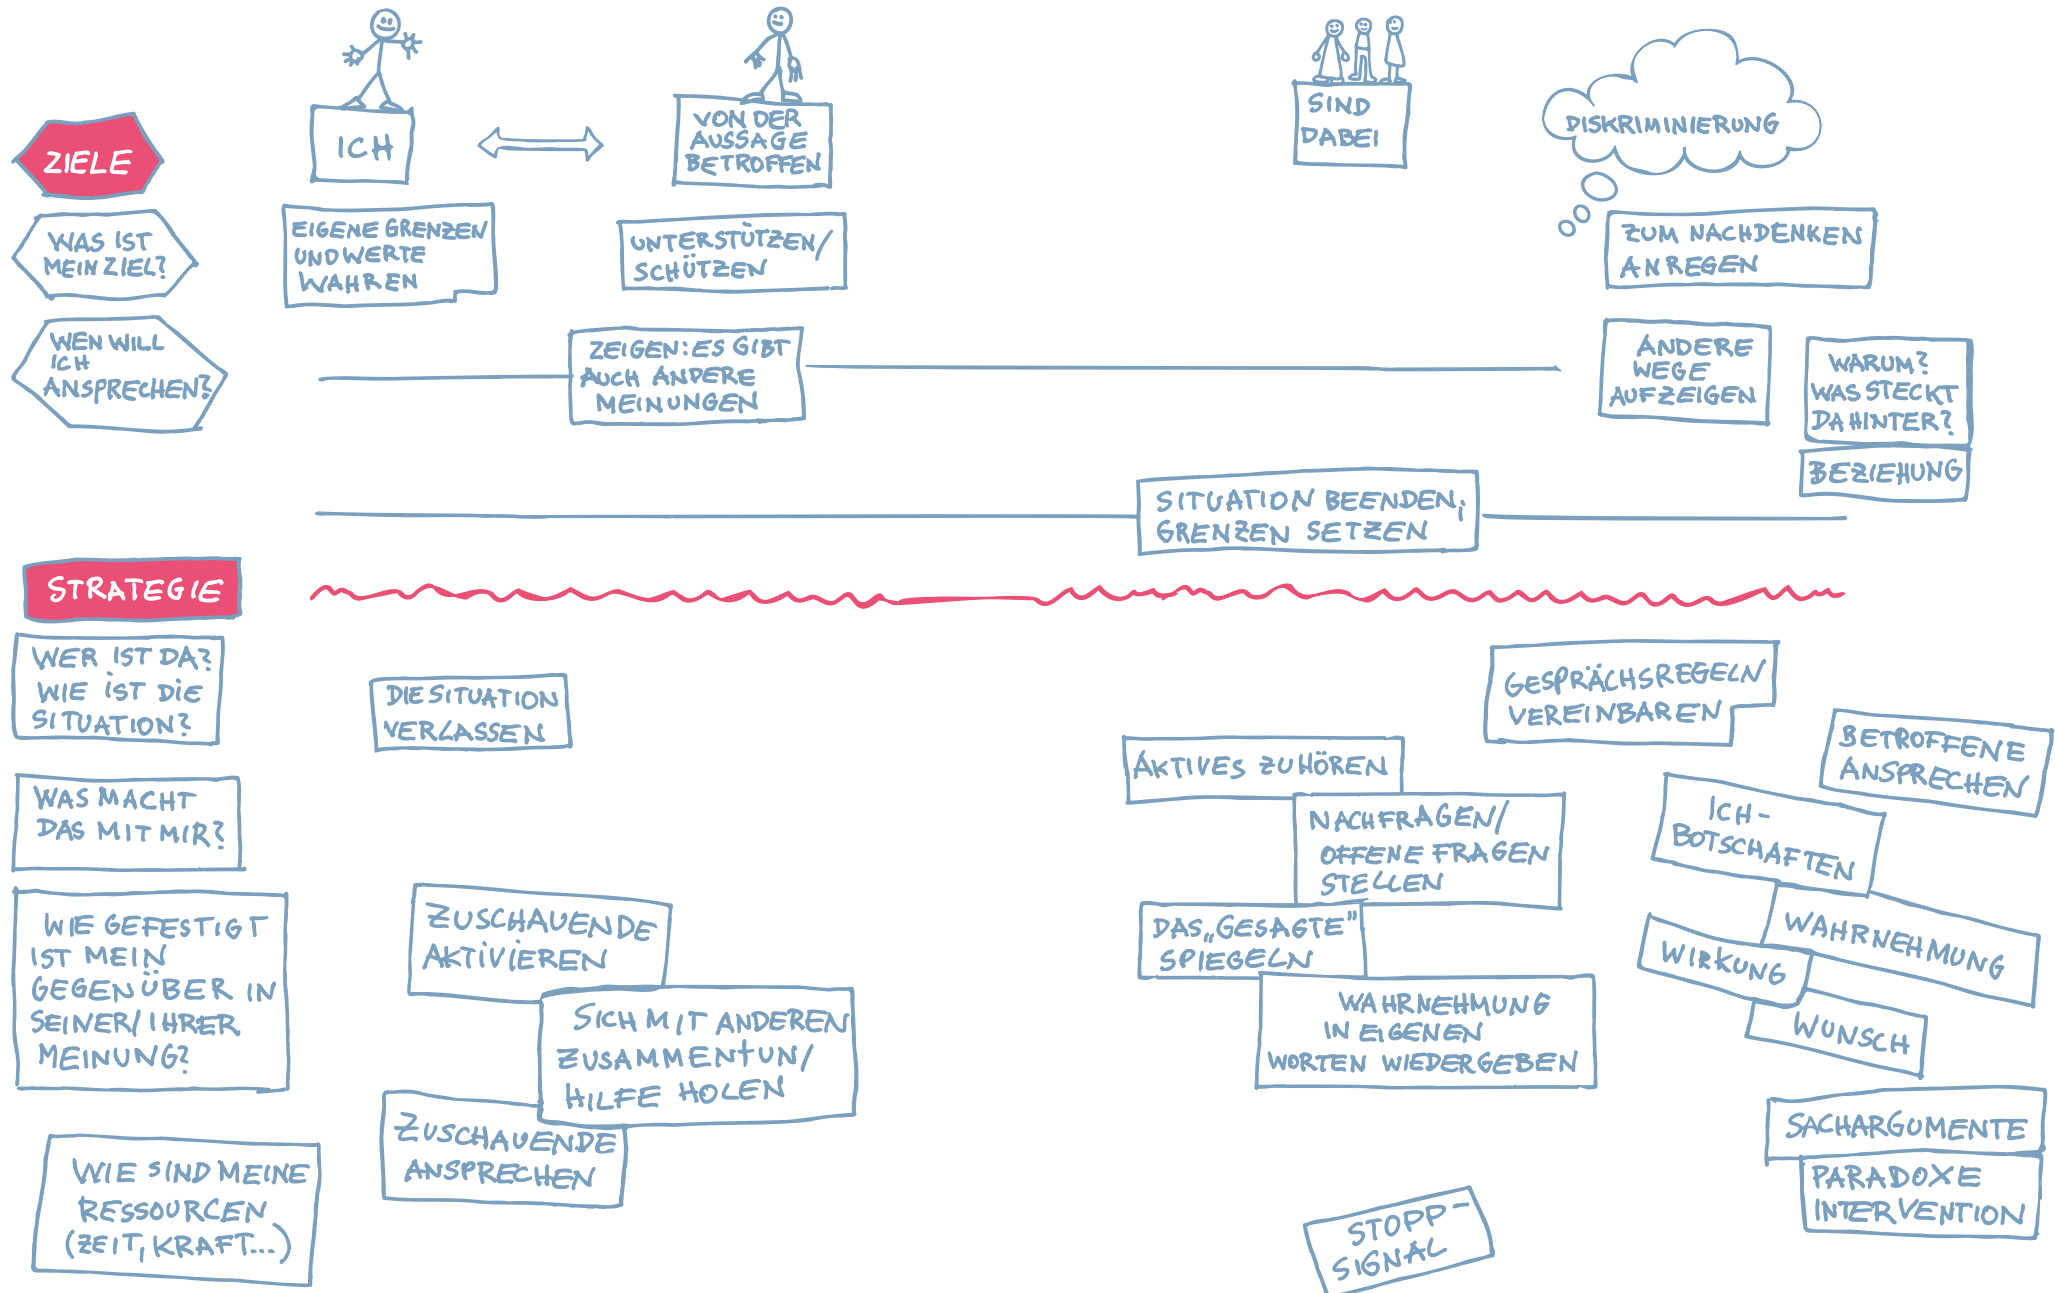 ZIELE
ICH
VON DER
AUSSAGE
BETROFFEN
SIND
DABEI
DISKRIMINIERUNG
WAS IST
MEIN ZIEL?
EIGENE GRENZEN
UND WERTE
WAHREN
UNTERSTÜTZEN/
SCHÜTZEN
ZUM NACHDENKEN
ANREGEN
WEN WILL
ICH
ANSPRECHEN?
ZEIGEN: ES GIBT
AUCH ANDERE
MEINUNGEN
ANDERE
WEGE
AUFZEIGEN
WARUM?
WAS STECKT
DAHINTER?
BEZIEHUNG
SITUATION BEENDEN,
GRENZEN SETZEN
STRATEGIE
WER IST DA?
WIE IST DIE
SITUATION?
DIE SITUATION
VERLASSEN
GESPRÄCHSREGELN
VEREINBAREN
BETROFFENE
ANSPRECHEN
AKTIVES ZUHÖREN
WAS MACHT
DAS MIT MIR?
NACHFRAGEN/
OFFENE FRAGEN
STELLEN
ICH-
BOTSCHAFTEN
WIE GEFESTIGT
IST MEIN
GEGENÜBER IN
SEINER/IHRER
MEINUNG?
ZUSCHAUENDE
AKTIVIEREN
DAS „GESAGTE"
SPIEGELN
WAHRNEHMUNG
WIRKUNG
WUNSCH
SICH MIT ANDEREN
ZUSAMMENTUN/
HILFE HOLEN
WAHRNEHMUNG
IN EIGENEN
WORTEN WIEDERGEBEN
ZUSCHAUENDE
ANSPRECHEN
SACHARGUMENTE
PARADOXE
INTERVENTION
WIE SIND MEINE
RESSOURCEN
(ZEIT, KRAFT...)
STOPP-
SIGNAL